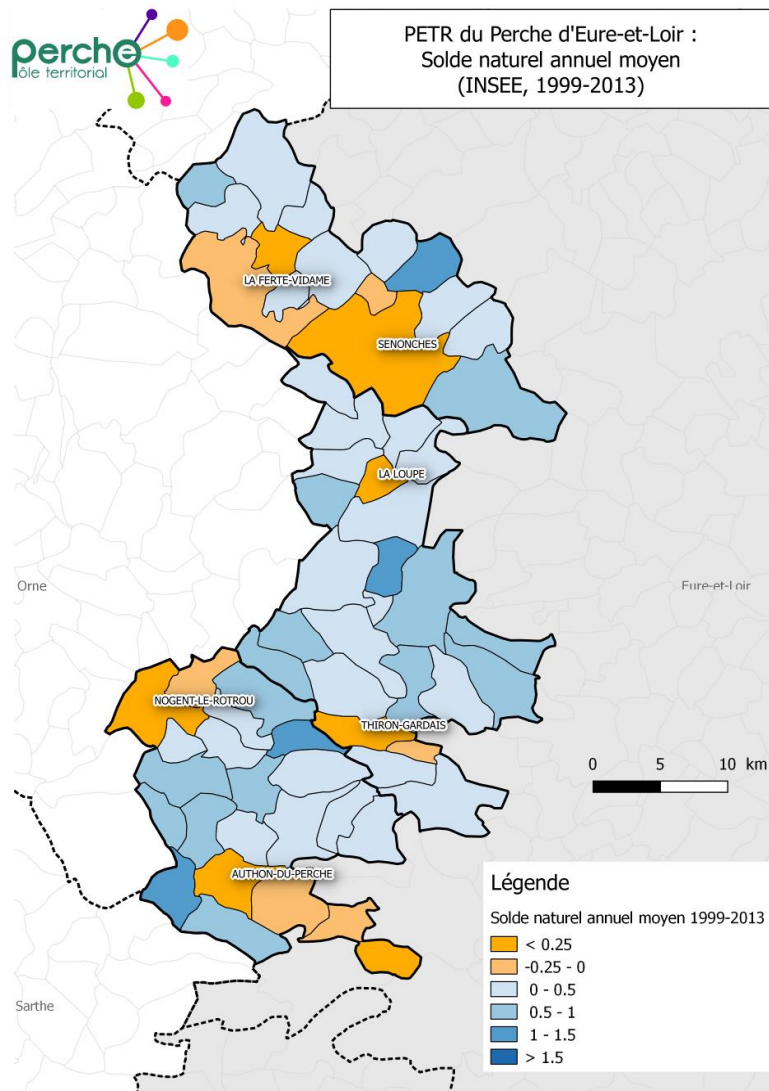 perche
pôle territorial
PETR du Perche d'Eure-et-Loir :
Solde naturel annuel moyen
(INSEE, 1999-2013)
LA FERTE-VIDAME
SENONCHES
LA LOUPE
Orne
Eure-et-Loir
NOGENT-LE-ROTROU
THIRON-GARDAIS
0 5 10 km
AUTHON-DU-PERCHE
Légende
Solde naturel annuel moyen 1999-2013
< 0.25
-0.25 - 0
0 - 0.5
0.5 - 1
1 - 1.5
> 1.5
Sarthe